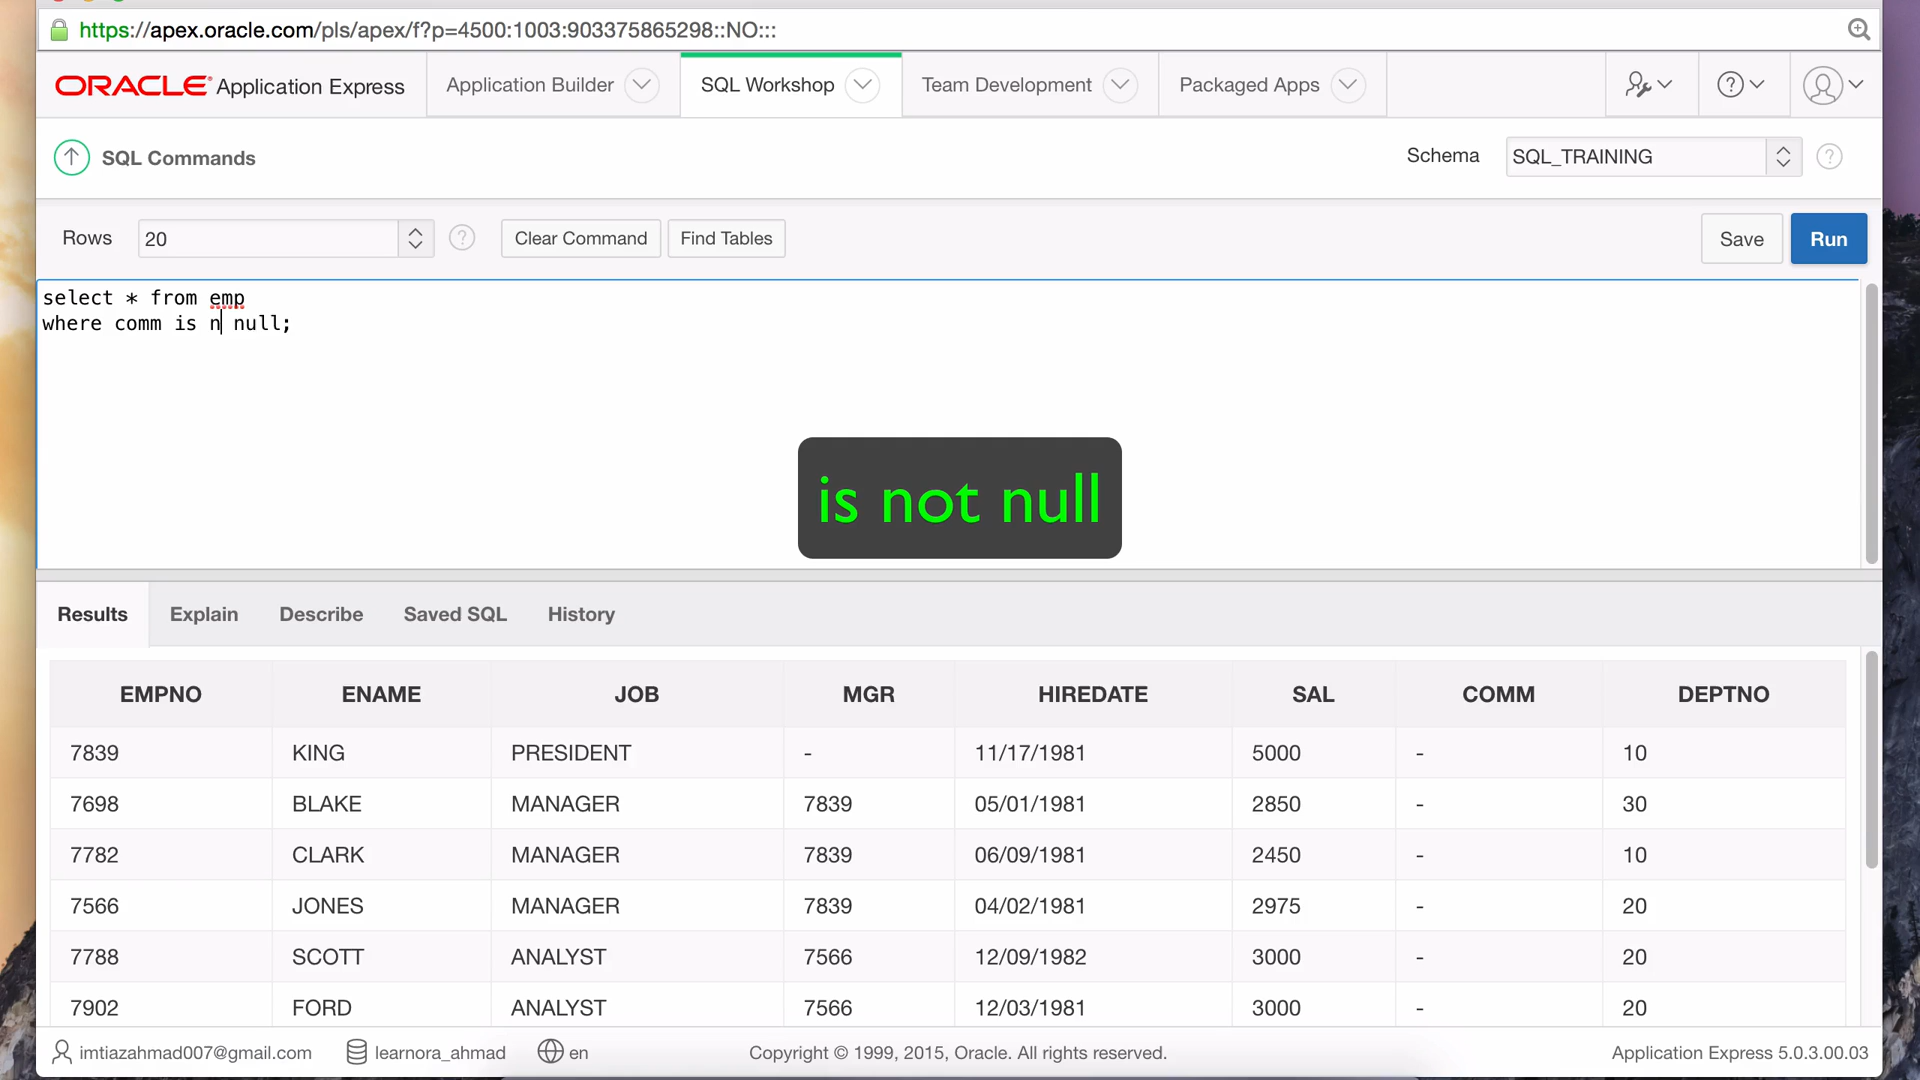 https://apex.oracle.com/pls/apex/f?p=4500:1003:903375865298::NO:::
ORACLE Application Express Application Builder SQL Workshop Team Development Packaged Apps
SQL Commands Schema SQL_TRAINING
Rows 20 Clear Command Find Tables Save Run
select * from emp
where comm is n null;
is not null
Results Explain Describe Saved SQL History
EMPNO ENAME JOB MGR HIREDATE SAL COMM DEPTNO
7839 KING PRESIDENT - 11/17/1981 5000 - 10
7698 BLAKE MANAGER 7839 05/01/1981 2850 - 30
7782 CLARK MANAGER 7839 06/09/1981 2450 - 10
7566 JONES MANAGER 7839 04/02/1981 2975 - 20
7788 SCOTT ANALYST 7566 12/09/1982 3000 - 20
7902 FORD ANALYST 7566 12/03/1981 3000 - 20
imtiazahmad007@gmail.com learnora_ahmad en Copyright © 1999, 2015, Oracle. All rights reserved. Application Express 5.0.3.00.03